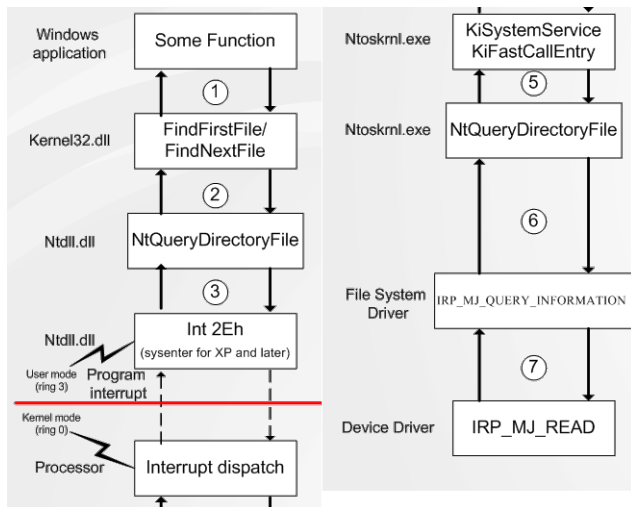 Windows
application
Some Function
1
Kernel32.dll
FindFirstFile/
FindNextFile
2
Ntdll.dll
NtQueryDirectoryFile
3
Ntdll.dll
Int 2Eh
(sysenter for XP and later)
User mode
(ring 3)
Program
interrupt
Kernel mode
(ring 0)
Processor
Interrupt dispatch
Ntoskrnl.exe
KiSystemService
KiFastCallEntry
5
Ntoskrnl.exe
NtQueryDirectoryFile
6
File System
Driver
IRP_MJ_QUERY_INFORMATION
7
Device Driver
IRP_MJ_READ